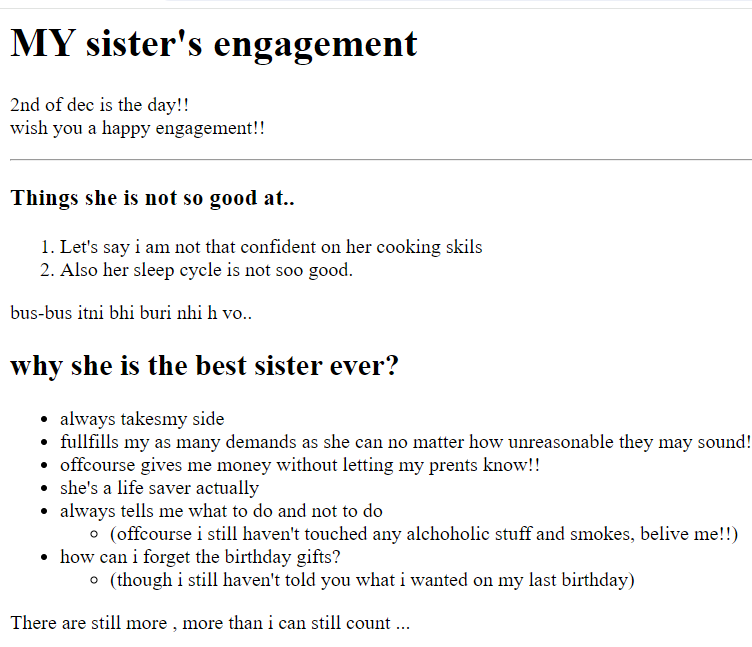 MY sister's engagement
2nd of dec is the day!!
wish you a happy engagement!!
Things she is not so good at..
1. Let's say i am not that confident on her cooking skils
2. Also her sleep cycle is not soo good.
bus-bus itni bhi buri nhi h vo..
why she is the best sister ever?
• always takesmy side
• fullfills my as many demands as she can no matter how unreasonable they may sound!
• offcourse gives me money without letting my prents know!!
• she's a life saver actually
• always tells me what to do and not to do
◦ (offcourse i still haven't touched any alchoholic stuff and smokes, belive me!!)
• how can i forget the birthday gifts?
◦ (though i still haven't told you what i wanted on my last birthday)
There are still more , more than i can still count ...